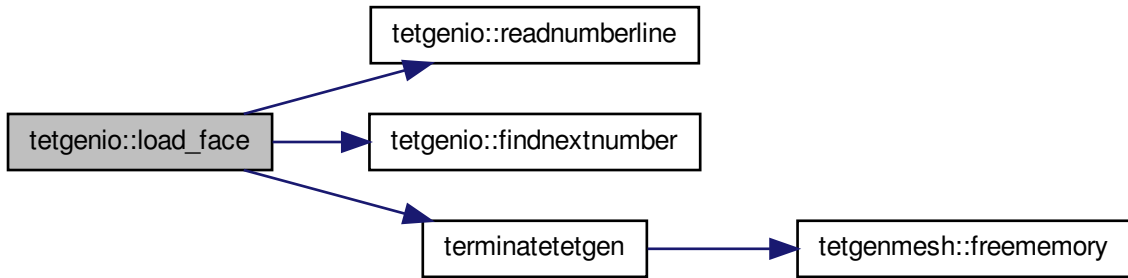 tetgenio::readnumberline
tetgenio::load_face
tetgenio::findnextnumber
terminatetetgen
tetgenmesh::freememory